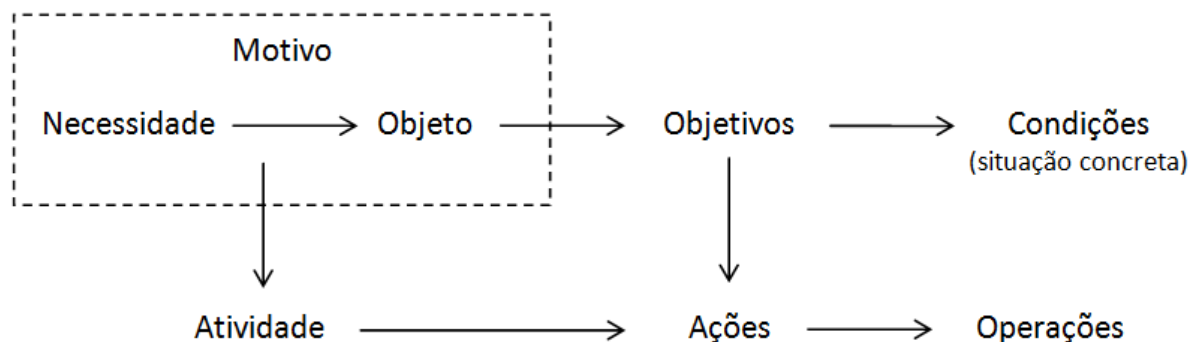 Motivo
Necessidade Objeto Objetivos Condições
(situação concreta)
Atividade Ações Operações